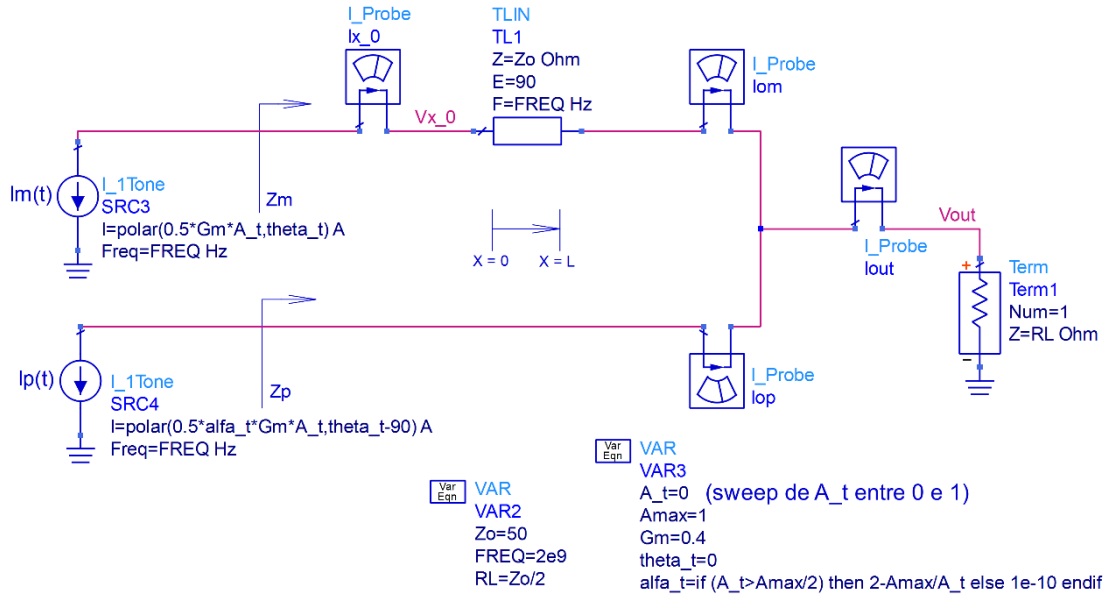 I_Probe
Ix_0
TLIN
TL1
Z=Zo Ohm
E=90
F=FREQ Hz
I_Probe
Iom
Vx_0
Im(t)
I_1Tone
SRC3
I=polar(0.5*Gm*A_t,theta_t) A
Freq=FREQ Hz
Zm
X = 0
X = L
I_Probe
Iout
Vout
+
-
Term
Term1
Num=1
Z=RL Ohm
Ip(t)
I_1Tone
SRC4
I=polar(0.5*alfa_t*Gm*A_t,theta_t-90) A
Freq=FREQ Hz
Zp
I_Probe
Iop
Var
Eqn
VAR
VAR2
Zo=50
FREQ=2e9
RL=Zo/2
Var
Eqn
VAR
VAR3
A_t=0 (sweep de A_t entre 0 e 1)
Amax=1
Gm=0.4
theta_t=0
alfa_t=if (A_t>Amax/2) then 2-Amax/A_t else 1e-10 endif